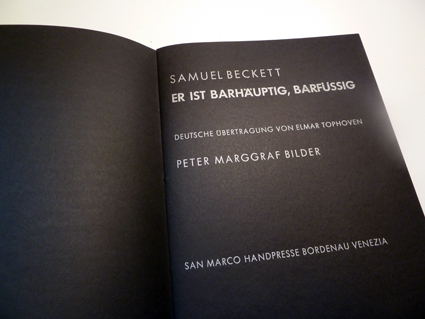 SAMUEL BECKETT
ER IST BARHÄUPTIG, BARFÜSSIG
DEUTSCHE ÜBERTRAGUNG VON ELMAR TOPHOVEN
PETER MARGGRAF BILDER
SAN MARCO HANDPRESSE BORDENAU VENEZIA